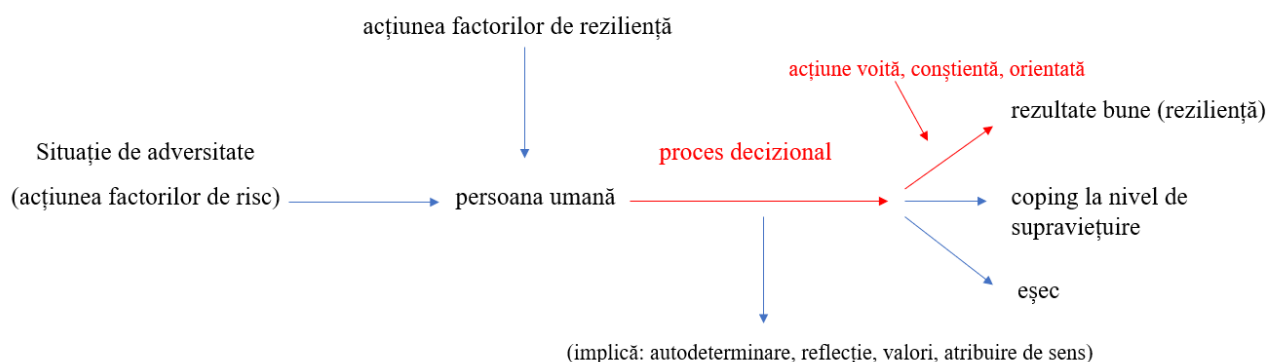 acțiunea factorilor de reziliență
acțiune voită, conștientă, orientată
rezultate bune (reziliență)
Situație de adversitate
(acțiunea factorilor de risc)
persoana umană
proces decizional
coping la nivel de
supraviețuire
eșec
(implică: autodeterminare, reflecție, valori, atribuire de sens)